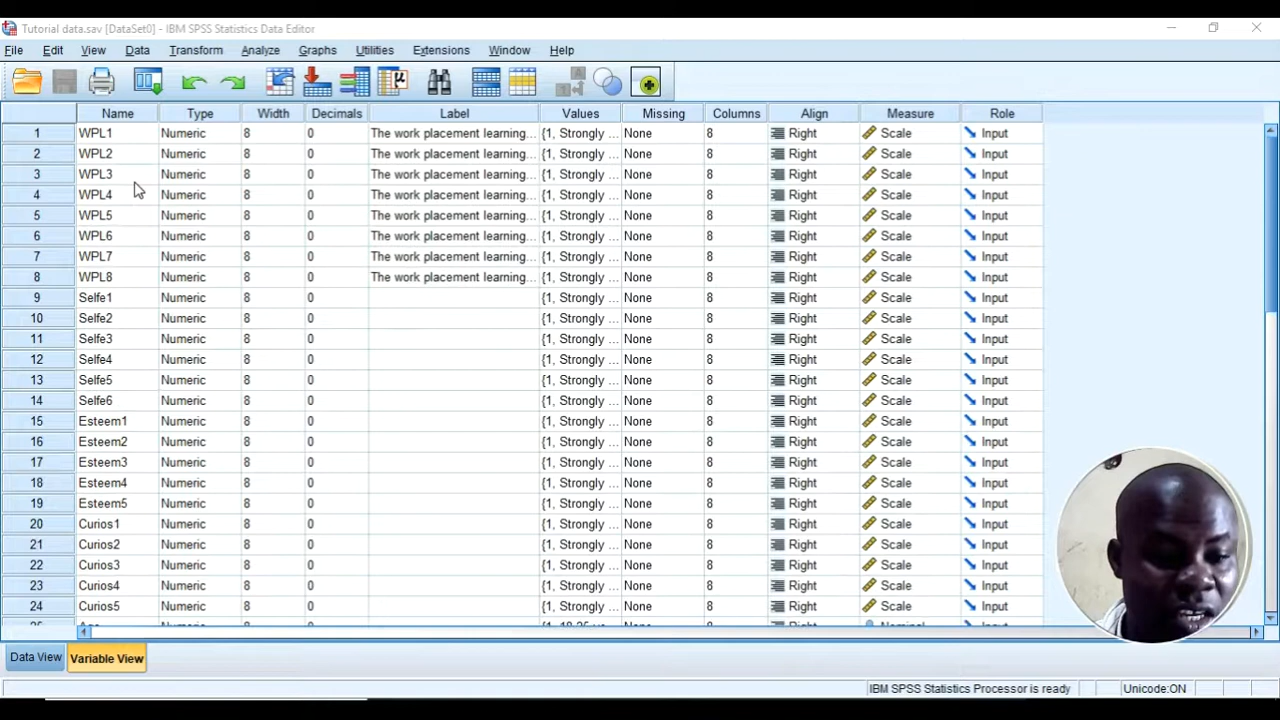 Tutorial data.sav [DataSet0] - IBM SPSS Statistics Data Editor
File Edit View Data Transform Analyze Graphs Utilities Extensions Window Help
Name Type Width Decimals Label Values Missing Columns Align Measure Role
1 WPL1 Numeric 8 0 The work placement learning... {1, Strongly ... None 8 Right Scale Input
2 WPL2 Numeric 8 0 The work placement learning... {1, Strongly ... None 8 Right Scale Input
3 WPL3 Numeric 8 0 The work placement learning... {1, Strongly ... None 8 Right Scale Input
4 WPL4 Numeric 8 0 The work placement learning... {1, Strongly ... None 8 Right Scale Input
5 WPL5 Numeric 8 0 The work placement learning... {1, Strongly ... None 8 Right Scale Input
6 WPL6 Numeric 8 0 The work placement learning... {1, Strongly ... None 8 Right Scale Input
7 WPL7 Numeric 8 0 The work placement learning... {1, Strongly ... None 8 Right Scale Input
8 WPL8 Numeric 8 0 The work placement learning... {1, Strongly ... None 8 Right Scale Input
9 Selfe1 Numeric 8 0 {1, Strongly ... None 8 Right Scale Input
10 Selfe2 Numeric 8 0 {1, Strongly ... None 8 Right Scale Input
11 Selfe3 Numeric 8 0 {1, Strongly ... None 8 Right Scale Input
12 Selfe4 Numeric 8 0 {1, Strongly ... None 8 Right Scale Input
13 Selfe5 Numeric 8 0 {1, Strongly ... None 8 Right Scale Input
14 Selfe6 Numeric 8 0 {1, Strongly ... None 8 Right Scale Input
15 Esteem1 Numeric 8 0 {1, Strongly ... None 8 Right Scale Input
16 Esteem2 Numeric 8 0 {1, Strongly ... None 8 Right Scale Input
17 Esteem3 Numeric 8 0 {1, Strongly ... None 8 Right Scale Input
18 Esteem4 Numeric 8 0 {1, Strongly ... None 8 Right Scale Input
19 Esteem5 Numeric 8 0 {1, Strongly ... None 8 Right Scale Input
20 Curios1 Numeric 8 0 {1, Strongly ... None 8 Right Scale Input
21 Curios2 Numeric 8 0 {1, Strongly ... None 8 Right Scale Input
22 Curios3 Numeric 8 0 {1, Strongly ... None 8 Right Scale Input
23 Curios4 Numeric 8 0 {1, Strongly ... None 8 Right Scale Input
24 Curios5 Numeric 8 0 {1, Strongly ... None 8 Right Scale Input
Data View Variable View
IBM SPSS Statistics Processor is ready Unicode:ON